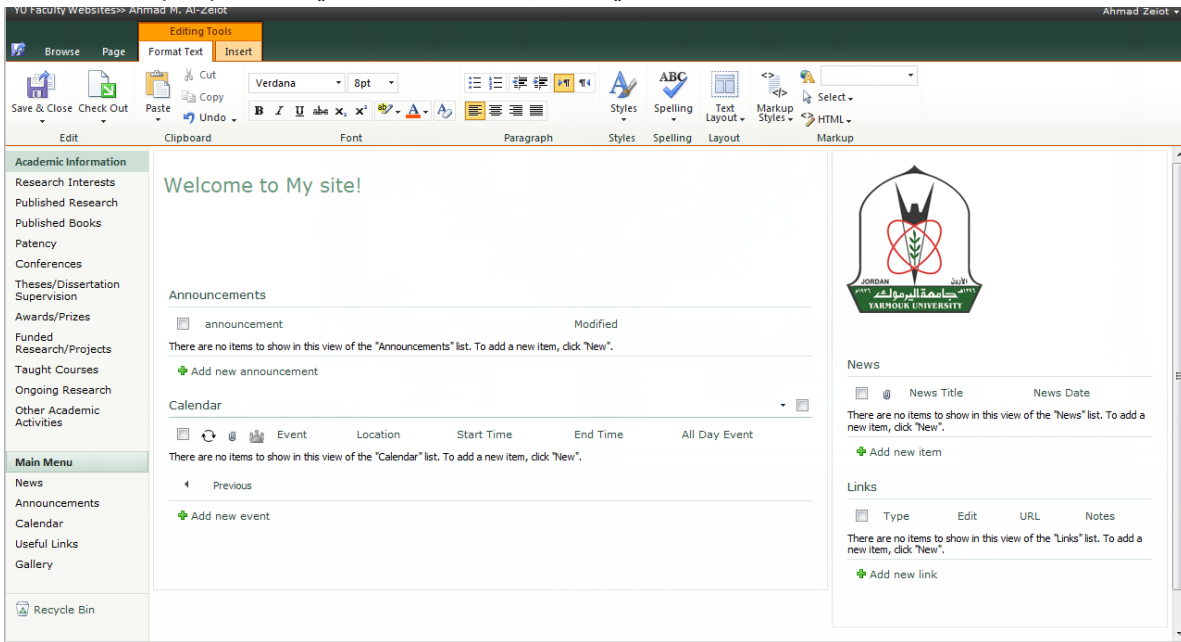 YU Faculty Websites>> Ahmad M. Al-Zeiot
Ahmad Zeiot
Editing Tools
Browse Page Format Text Insert
Save & Close Check Out
Edit
Paste
Cut
Copy
Undo
Clipboard
Verdana 8pt
B I U abc X₂ X² aby A A
Font
Paragraph
Styles
Styles
ABC
Spelling
Spelling
Text Layout
Layout
Markup Styles
Select
HTML
Markup
Academic Information
Research Interests
Published Research
Published Books
Patency
Conferences
Theses/Dissertation
Supervision
Awards/Prizes
Funded
Research/Projects
Taught Courses
Ongoing Research
Other Academic
Activities
Main Menu
News
Announcements
Calendar
Useful Links
Gallery
Recycle Bin
Welcome to My site!
Announcements
announcement Modified
There are no items to show in this view of the "Announcements" list. To add a new item, click "New".
Add new announcement
Calendar
Event Location Start Time End Time All Day Event
There are no items to show in this view of the "Calendar" list. To add a new item, click "New".
Previous
Add new event
JORDAN الأردن
جامعة اليرموك
YARMOUK UNIVERSITY
News
News Title News Date
There are no items to show in this view of the "News" list. To add a
new item, click "New".
Add new item
Links
Type Edit URL Notes
There are no items to show in this view of the "Links" list. To add a
new item, click "New".
Add new link